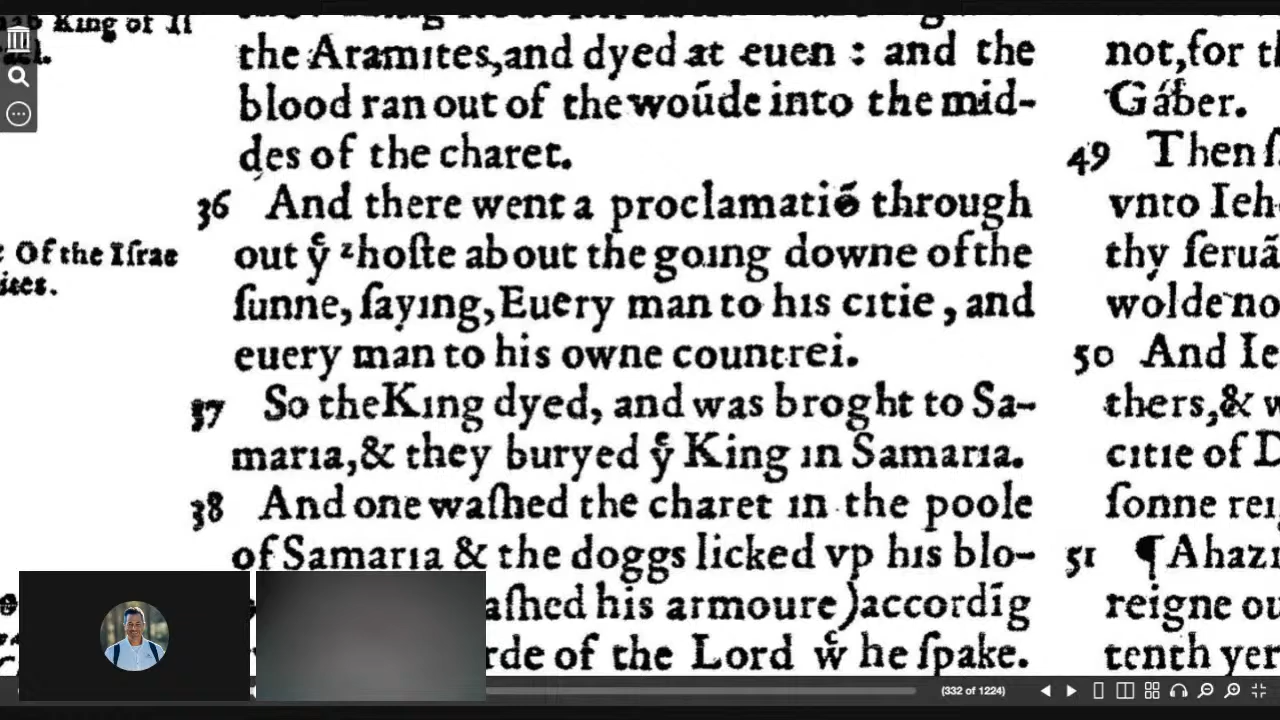 King of
the Aramites,and dyed at euen : and the
blood ran out of the woũde into the mid-
des of the charet.
36 And there went a proclamatiõ through
out yͤ ᶻhoſte about the going downe of the
ſunne, ſaying, Euery man to his citie , and
euery man to his owne countrei.
37 So the King dyed, and was broght to Sa-
maria,& they buryed yͤ King in Samaria.
38 And one waſhed the charet in the poole
of Samaria & the doggs licked vp his blo-
aſhed his armoure)accordĩg
rde of the Lord wͨ he ſpake.
Of the Iſrae
ites.
not,for
Gáber.
49 Then
vnto Ieh
thy ſeruã
wolde no
50 And Ie
thers,& w
citie of D
ſonne rei
51 ¶Ahazi
reigne ou
tenth yer
(332 of 1224)